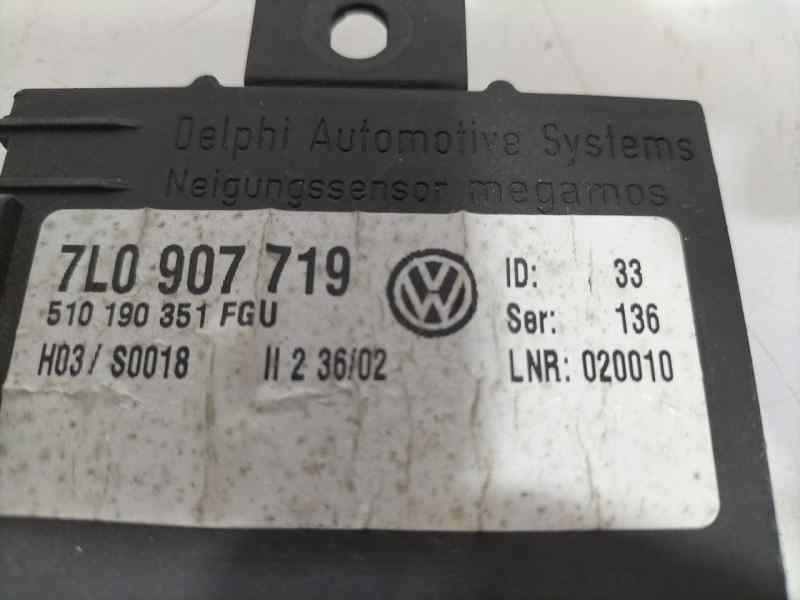 Delphi Automotive Systems
Neigungssensor megamos
7L0 907 719
510 190 351 FGU
H03/ S0018 II 2 36/02
VW
ID: 33
Ser: 136
LNR: 020010